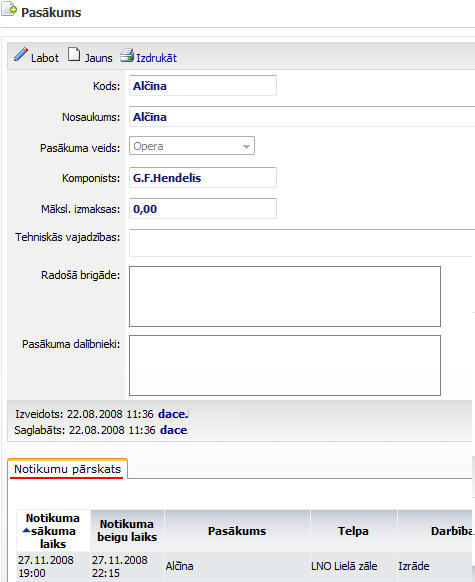 Pasākums
Labot Jauns Izdrukāt
Kods: Alčīna
Nosaukums: Alčīna
Pasākuma veids: Opera
Komponists: G.F.Hendelis
Māksl. izmaksas: 0,00
Tehniskās vajadzības:
Radošā brigāde:
Pasākuma dalībnieki:
Izveidots: 22.08.2008 11:36 dace.
Saglabāts: 22.08.2008 11:36 dace.
Notikumu pārskats
Notikuma sākuma laiks Notikuma beigu laiks Pasākums Telpa Darbība
27.11.2008 19:00 27.11.2008 22:15 Alčīna LNO Lielā zāle Izrāde